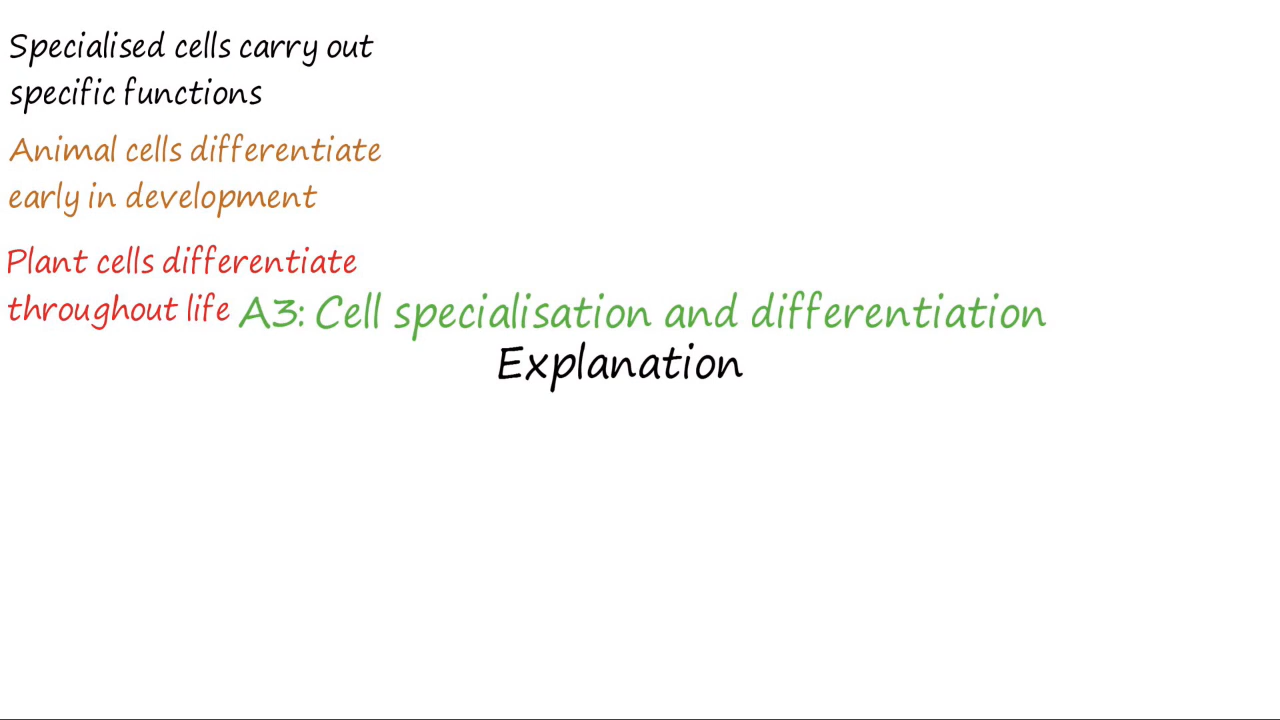 Specialised cells carry out
specific functions
Animal cells differentiate
early in development
Plant cells differentiate
throughout life
A3: Cell specialisation and differentiation
Explanation